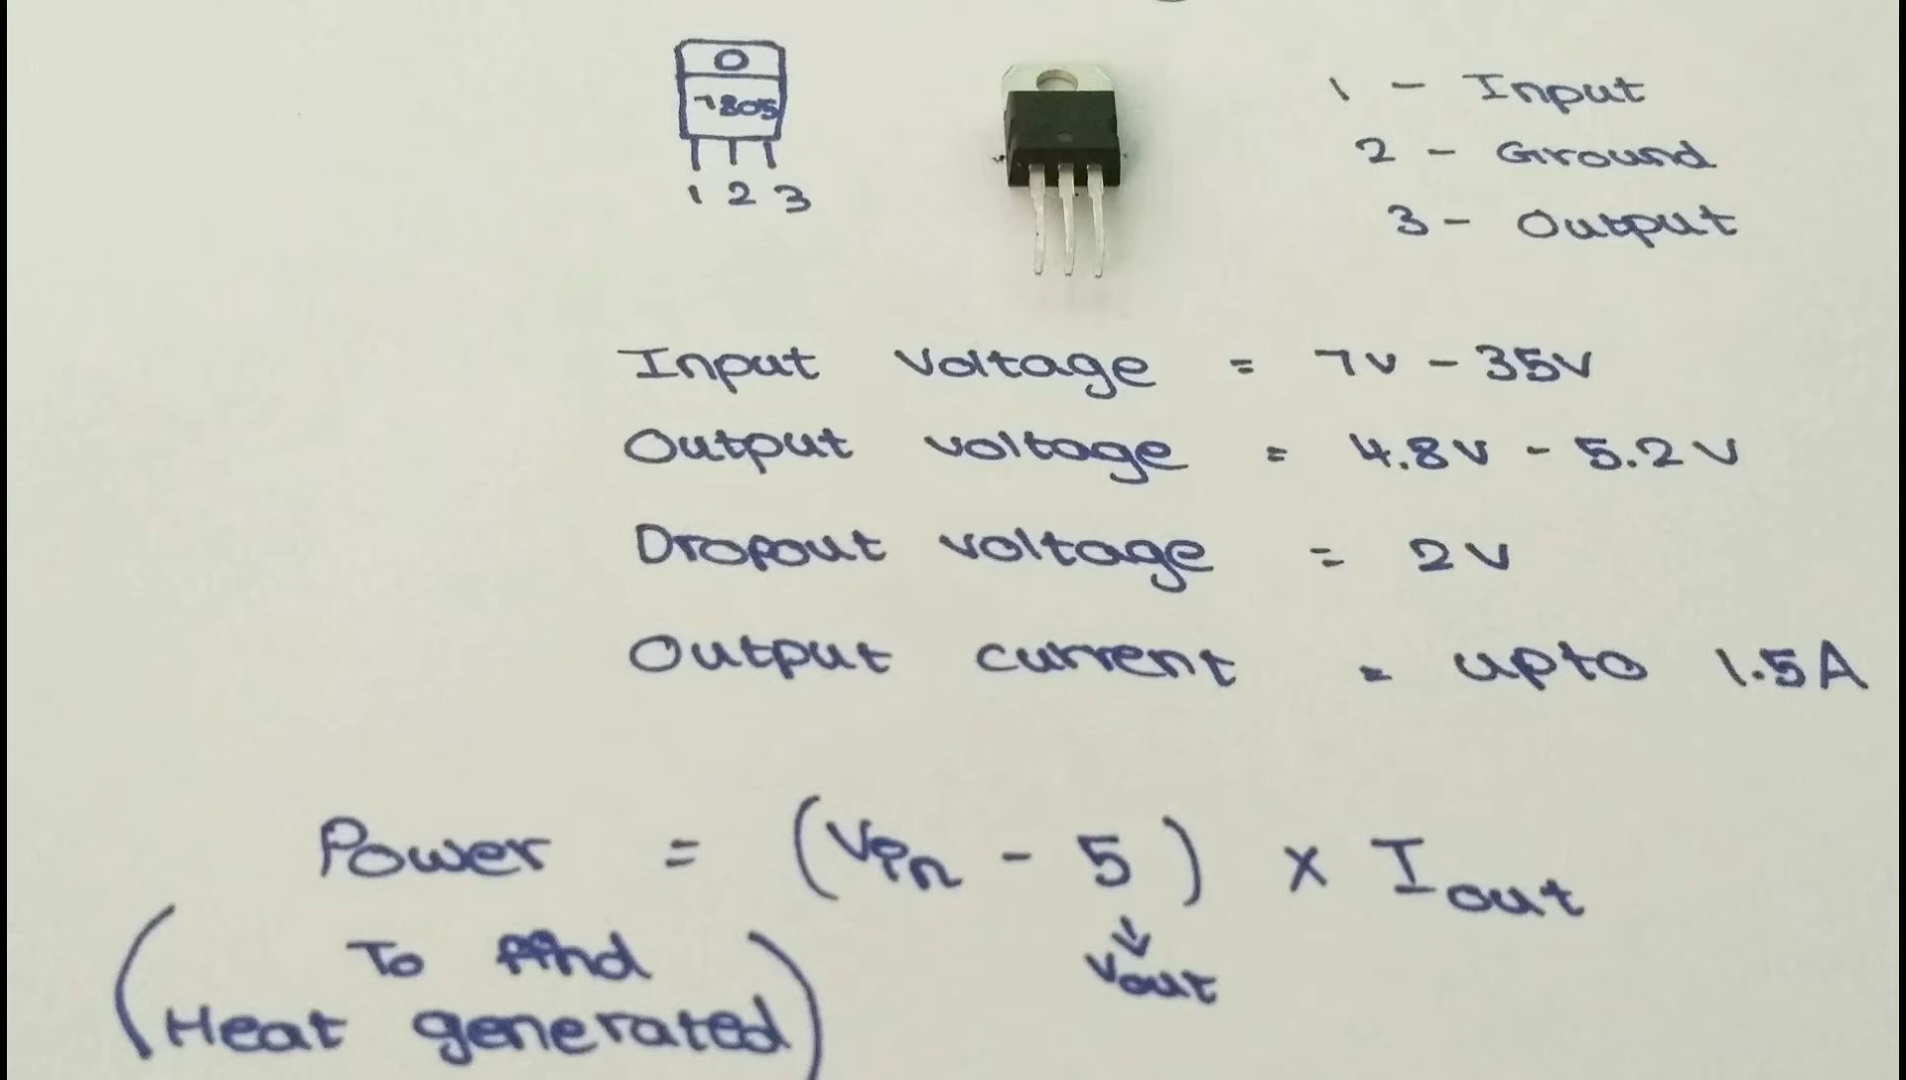 7805
1 2 3
1 - Input
2 - Ground
3 - Output
Input Voltage = 7V - 35V
Output voltage = 4.8V - 5.2V
Dropout voltage = 2V
Output current = upto 1.5A
Power = (Vin - 5) x Iout
Vout
(To find
Heat generated)